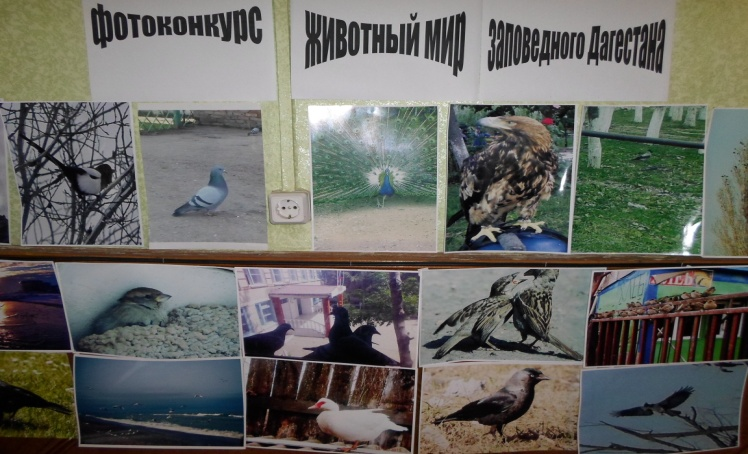 фотоконкурс
животный мир
заповедного Дагестана